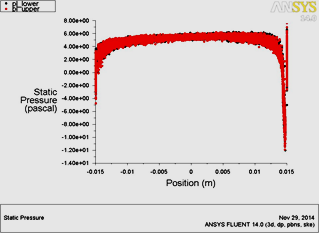 pl_lower
pl_upper
ANSYS
14.0
8.00e+00
6.00e+00
4.00e+00
2.00e+00
0.00e+00
-2.00e+00
-4.00e+00
-6.00e+00
-8.00e+00
-1.00e+01
-1.20e+01
-1.40e+01
Static
Pressure
(pascal)
-0.015 -0.01 -0.005 0 0.005 0.01 0.015
Position (m)
Static Pressure
Nov 29, 2014
ANSYS FLUENT 14.0 (3d, dp, pbns, ske)